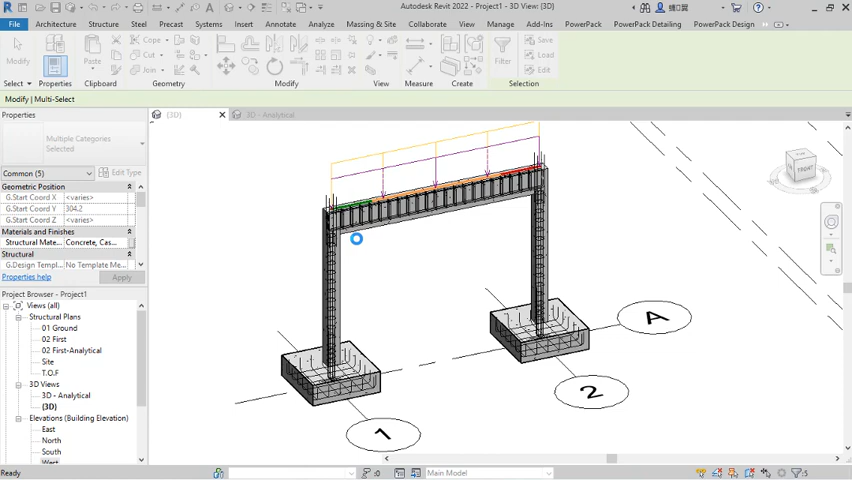 Autodesk Revit 2022 - Project1 - 3D View: {3D}
File Architecture Structure Steel Precast Systems Insert Annotate Analyze Massing & Site Collaborate View Manage Add-Ins PowerPack PowerPack Detailing PowerPack Design
Modify Paste Cope Cut Join Save Load Edit Filter
Properties
Select Properties Clipboard Geometry Modify View Measure Create Selection
Modify | Multi-Select
Properties
{3D}
3D - Analytical
Multiple Categories
Selected
Common (5)
Edit Type
Geometric Position
G.Start Coord X <varies>
G.Start Coord Y 304.2
G.Start Coord Z <varies>
Materials and Finishes
Structural Mate... Concrete, Cas...
Structural
G.Design Templ... No Template Me...
Properties help
Apply
Project Browser - Project1
Views (all)
Structural Plans
01 Ground
02 First
02 First-Analytical
Site
T.O.F
3D Views
3D - Analytical
{3D}
Elevations (Building Elevation)
East
North
South
West
FRONT
A
2
1
Ready
:0
Main Model
:5